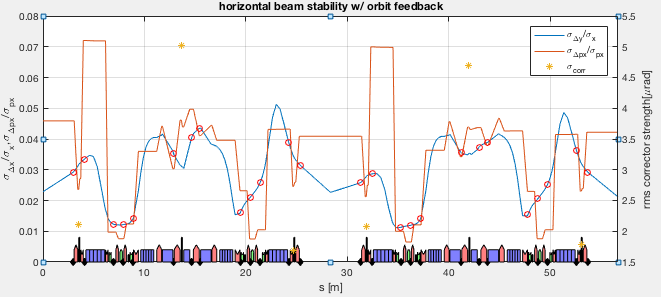 horizontal beam stability w/ orbit feedback
σΔx/σx, σΔpx/σpx
0.08
0.07
0.06
0.05
0.04
0.03
0.02
0.01
0
σΔy/σx
σΔpx/σpx
σcorr
5.5
5
4.5
4
3.5
3
2.5
2
1.5
rms corrector strength[μrad]
0 10 20 30 40 50
s [m]